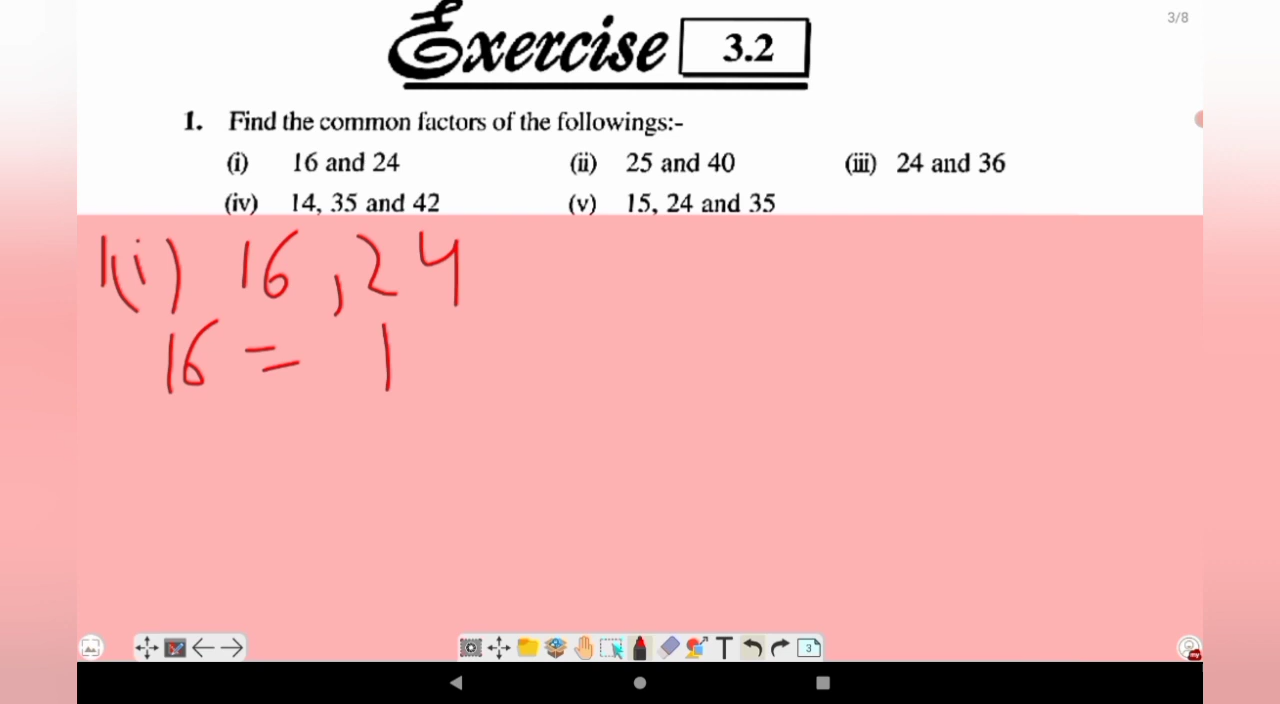 3/8
Exercise 3.2
1. Find the common factors of the followings:-
(i) 16 and 24 (ii) 25 and 40 (iii) 24 and 36
(iv) 14, 35 and 42 (v) 15, 24 and 35
1(i) 16, 24
16 = 1
T 3